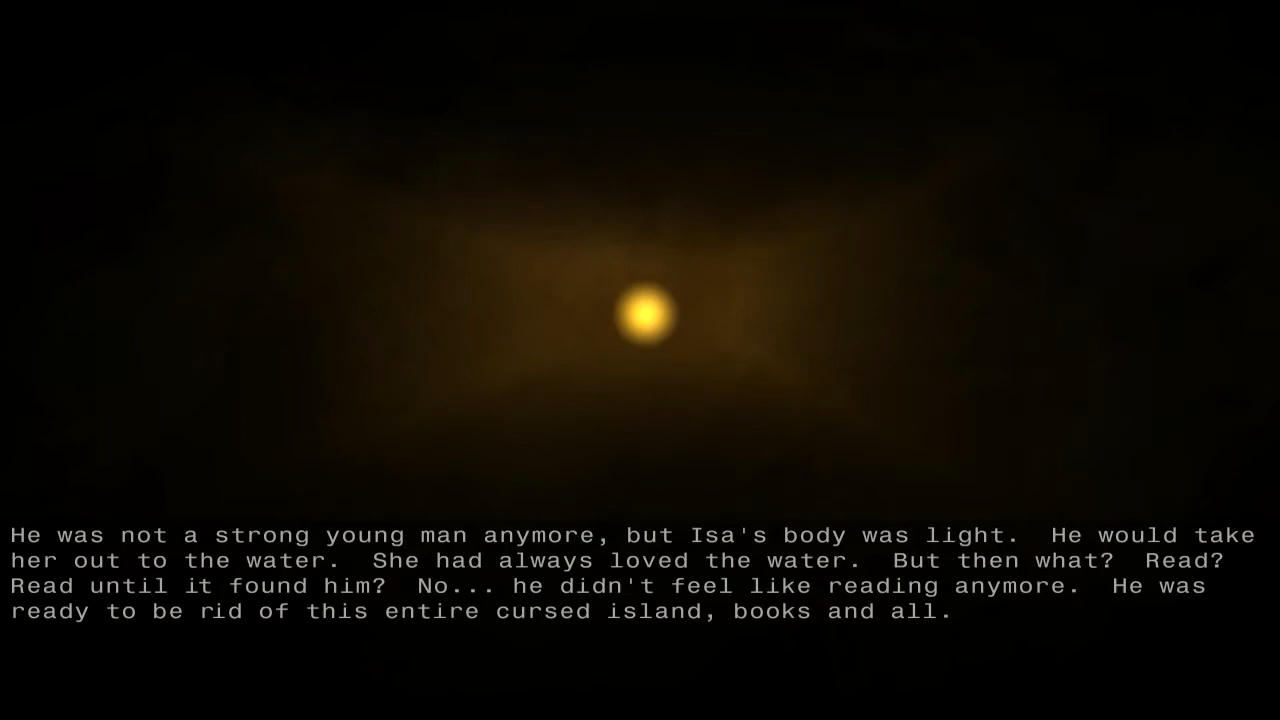 He was not a strong young man anymore, but Isa's body was light.  He would take
her out to the water.  She had always loved the water.  But then what?  Read?
Read until it found him?  No... he didn't feel like reading anymore.  He was
ready to be rid of this entire cursed island, books and all.